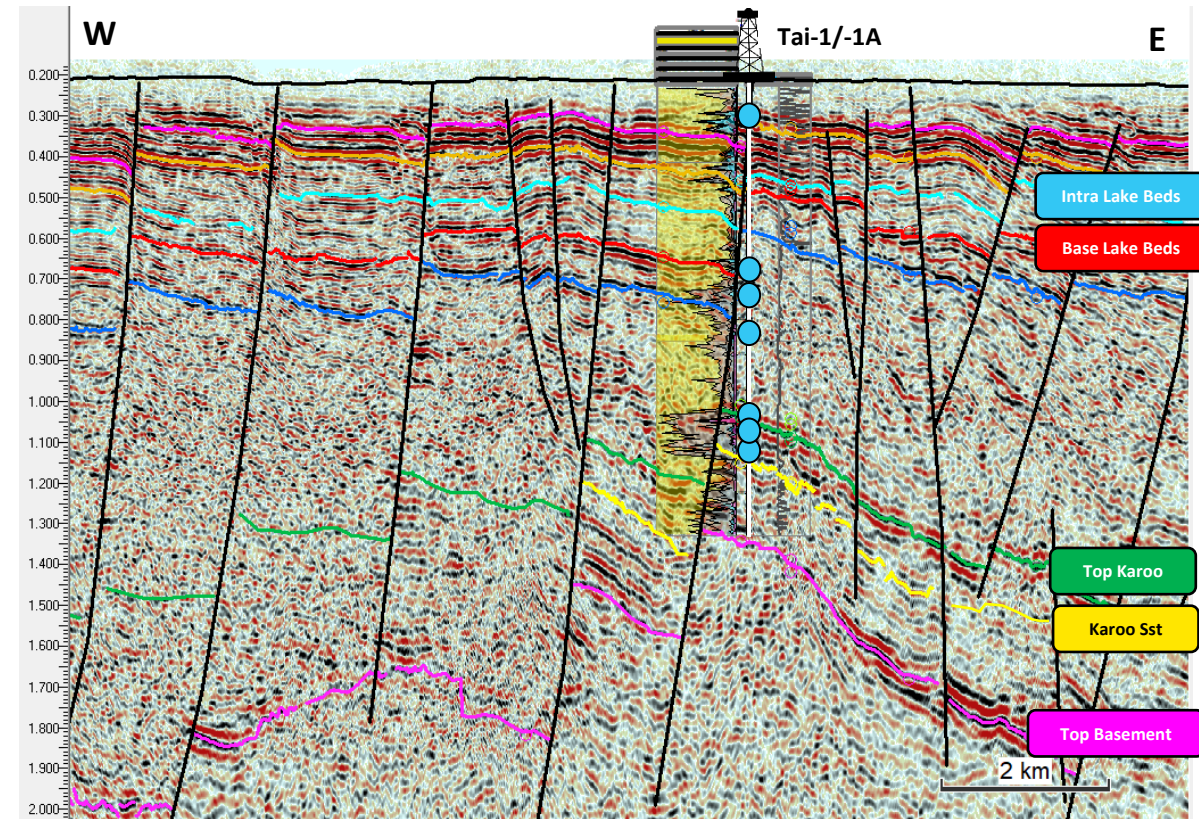 W
Tai-1/-1A
E
0.200
0.300
0.400
0.500
0.600
0.700
0.800
0.900
1.000
1.100
1.200
1.300
1.400
1.500
1.600
1.700
1.800
1.900
2.000
Intra Lake Beds
Base Lake Beds
Top Karoo
Karoo Sst
Top Basement
2 km